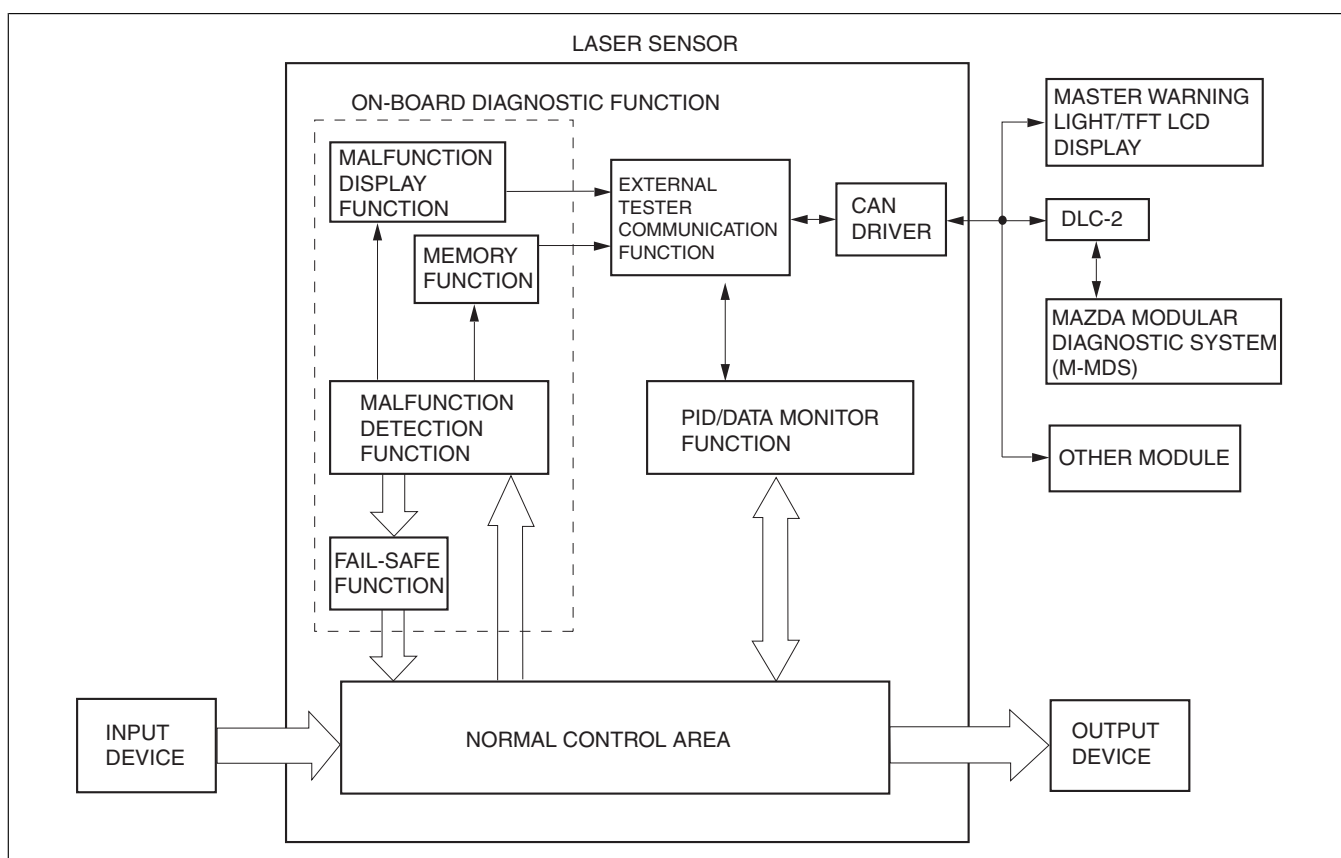 LASER SENSOR
ON-BOARD DIAGNOSTIC FUNCTION
MALFUNCTION
DISPLAY
FUNCTION
MEMORY
FUNCTION
EXTERNAL
TESTER
COMMUNICATION
FUNCTION
CAN
DRIVER
MASTER WARNING
LIGHT/TFT LCD
DISPLAY
DLC-2
MAZDA MODULAR
DIAGNOSTIC SYSTEM
(M-MDS)
MALFUNCTION
DETECTION
FUNCTION
PID/DATA MONITOR
FUNCTION
OTHER MODULE
FAIL-SAFE
FUNCTION
INPUT
DEVICE
NORMAL CONTROL AREA
OUTPUT
DEVICE